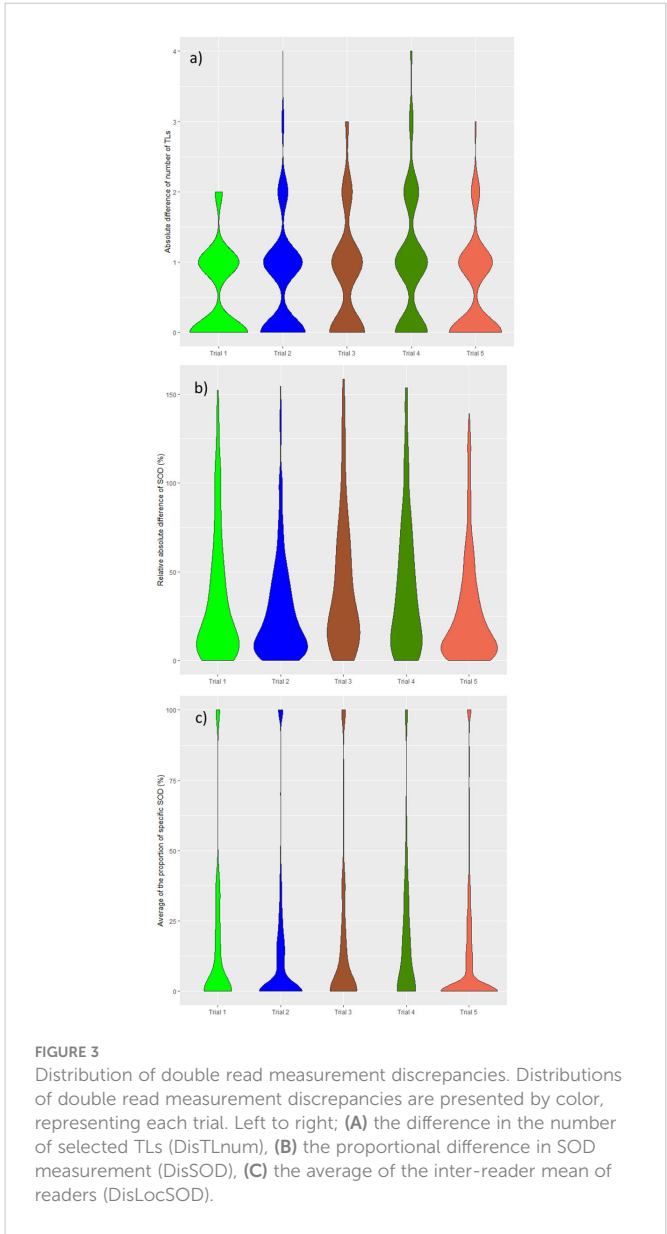 a)
Absolute difference of number of TLs
4
3
2
1
0
Trial 1 Trial 2 Trial 3 Trial 4 Trial 5
b)
Relative absolute difference of SOD (%)
150
100
50
0
Trial 1 Trial 2 Trial 3 Trial 4 Trial 5
c)
Average of the proportion of specific SOD (%)
100
75
50
25
0
Trial 1 Trial 2 Trial 3 Trial 4 Trial 5
FIGURE 3
Distribution of double read measurement discrepancies. Distributions
of double read measurement discrepancies are presented by color,
representing each trial. Left to right; (A) the difference in the number
of selected TLs (DisTLnum), (B) the proportional difference in SOD
measurement (DisSOD), (C) the average of the inter-reader mean of
readers (DisLocSOD).